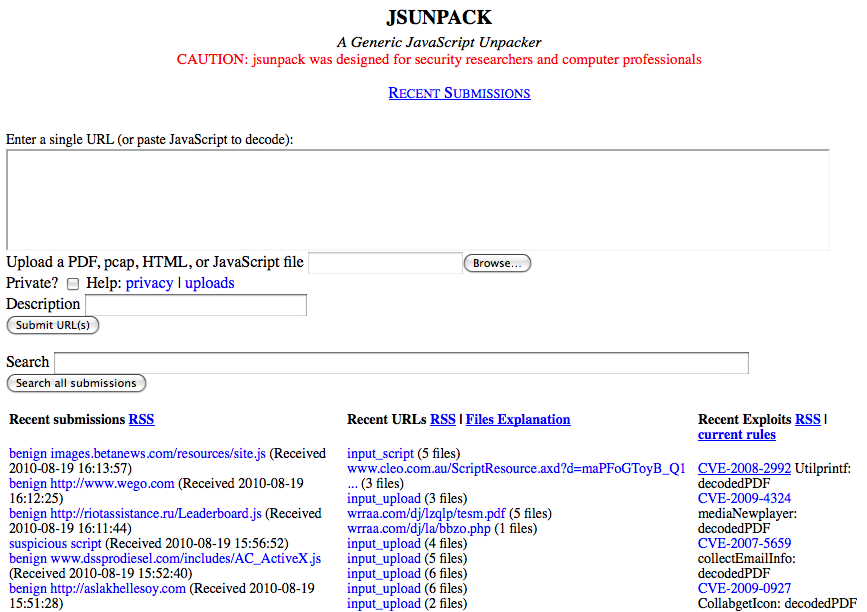 JSUNPACK
A Generic JavaScript Unpacker
CAUTION: jsunpack was designed for security researchers and computer professionals
RECENT SUBMISSIONS
Enter a single URL (or paste JavaScript to decode):
Upload a PDF, pcap, HTML, or JavaScript file Browse...
Private? Help: privacy | uploads
Description
Submit URL(s)
Search
Search all submissions
Recent submissions RSS
benign images.betanews.com/resources/site.js (Received
2010-08-19 16:13:57)
benign http://www.wego.com (Received 2010-08-19
16:12:25)
benign http://riotassistance.ru/Leaderboard.js (Received
2010-08-19 16:11:44)
suspicious script (Received 2010-08-19 15:56:52)
benign www.dssprodiesel.com/includes/AC_ActiveX.js
(Received 2010-08-19 15:52:40)
benign http://aslakhellesoy.com (Received 2010-08-19
15:51:28)
Recent URLs RSS | Files Explanation
input_script (5 files)
www.cleo.com.au/ScriptResource.axd?d=maPFoGToyB_Q1
... (3 files)
input_upload (3 files)
wrraa.com/dj/lzqlp/tesm.pdf (5 files)
wrraa.com/dj/la/bbzo.php (1 files)
input_upload (4 files)
input_upload (5 files)
input_upload (6 files)
input_upload (6 files)
input_upload (2 files)
Recent Exploits RSS |
current rules
CVE-2008-2992 Utilprintf:
decodedPDF
CVE-2009-4324
mediaNewplayer:
decodedPDF
CVE-2007-5659
collectEmailInfo:
decodedPDF
CVE-2009-0927
CollabgetIcon: decodedPDF